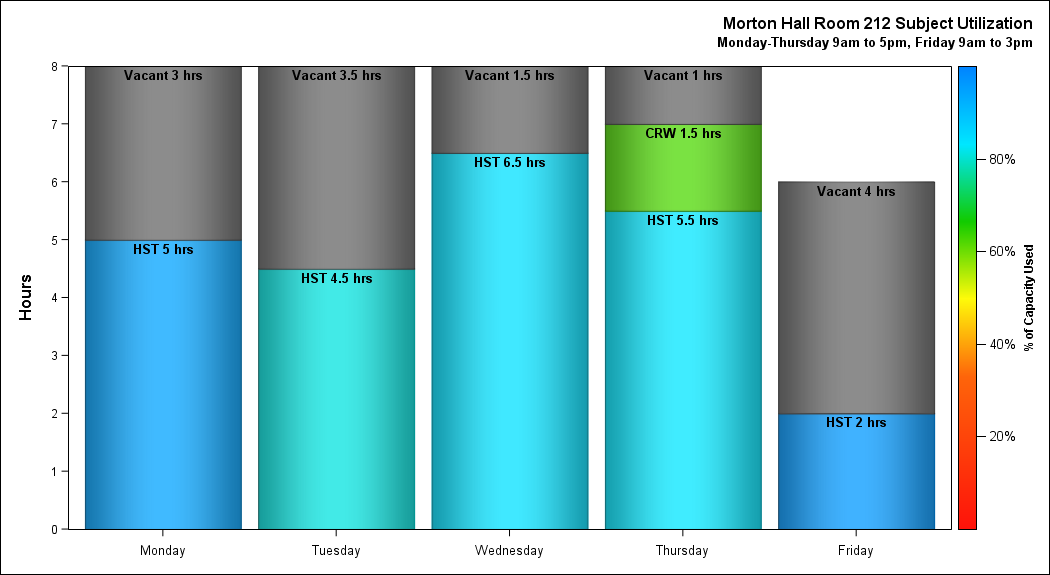 Morton Hall Room 212 Subject Utilization
Monday-Thursday 9am to 5pm, Friday 9am to 3pm
Hours
8
7
6
5
4
3
2
1
0
Vacant 3 hrs
HST 5 hrs
Vacant 3.5 hrs
HST 4.5 hrs
Vacant 1.5 hrs
HST 6.5 hrs
Vacant 1 hrs
CRW 1.5 hrs
HST 5.5 hrs
Vacant 4 hrs
HST 2 hrs
Monday
Tuesday
Wednesday
Thursday
Friday
80%
60%
40%
20%
% of Capacity Used